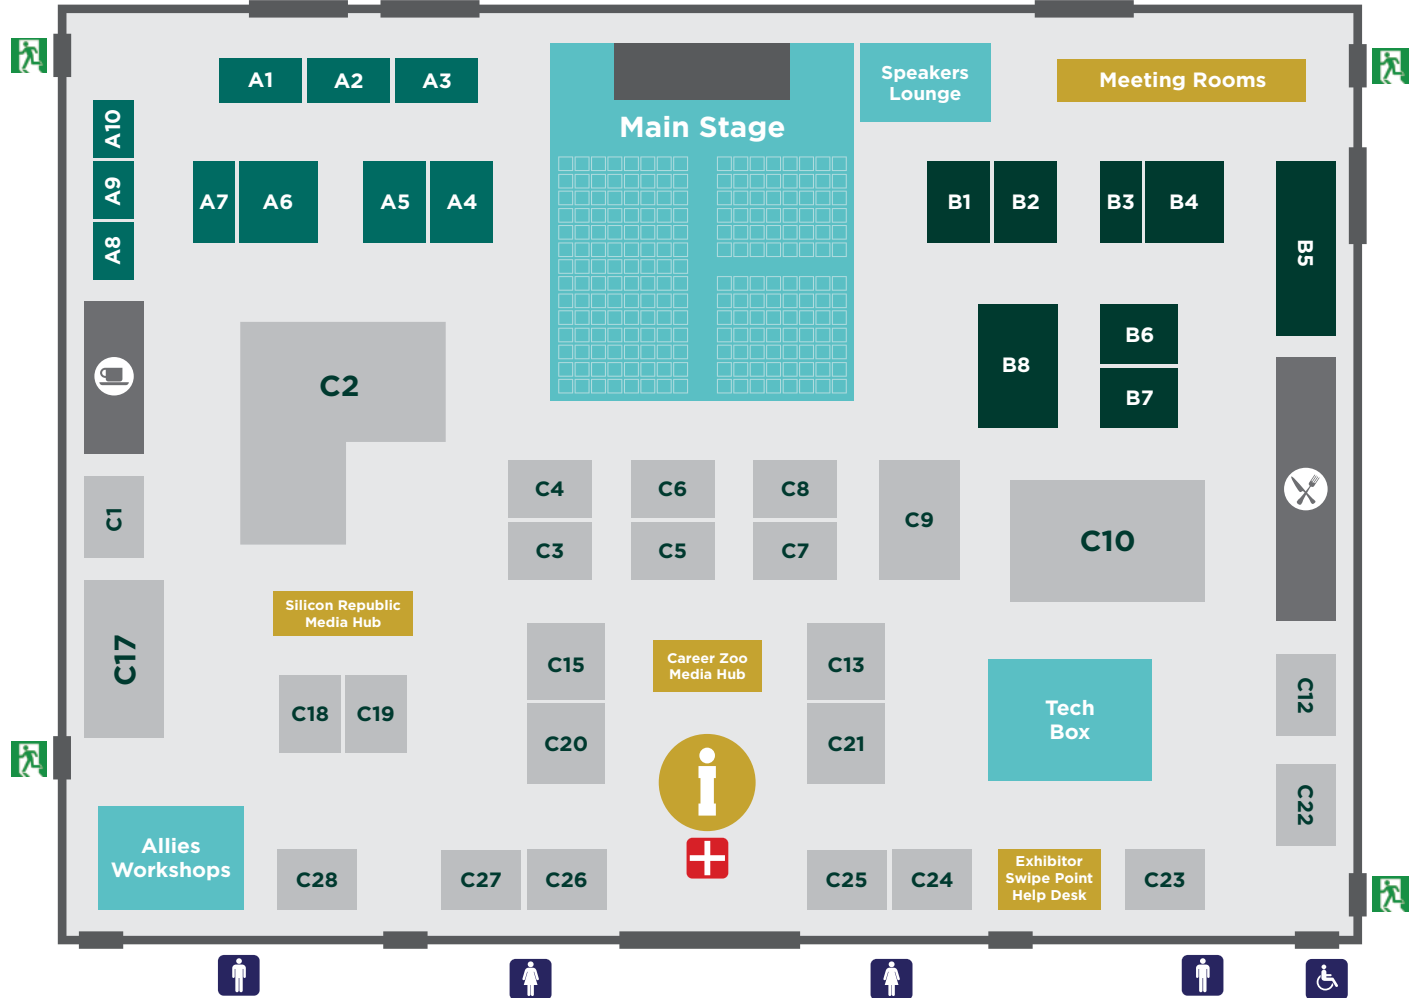 A1
A2
A3
Main Stage
Speakers
Lounge
Meeting Rooms
A10
A9
A8
A7
A6
A5
A4
B1
B2
B3
B4
B5
B6
B7
B8
C2
C1
C4
C6
C8
C3
C5
C7
C9
C10
C17
Silicon Republic
Media Hub
C18
C19
C15
C20
Career Zoo
Media Hub
C13
C21
Tech
Box
C12
C22
i
Allies
Workshops
C28
C27
C26
C25
C24
Exhibitor
Swipe Point
Help Desk
C23